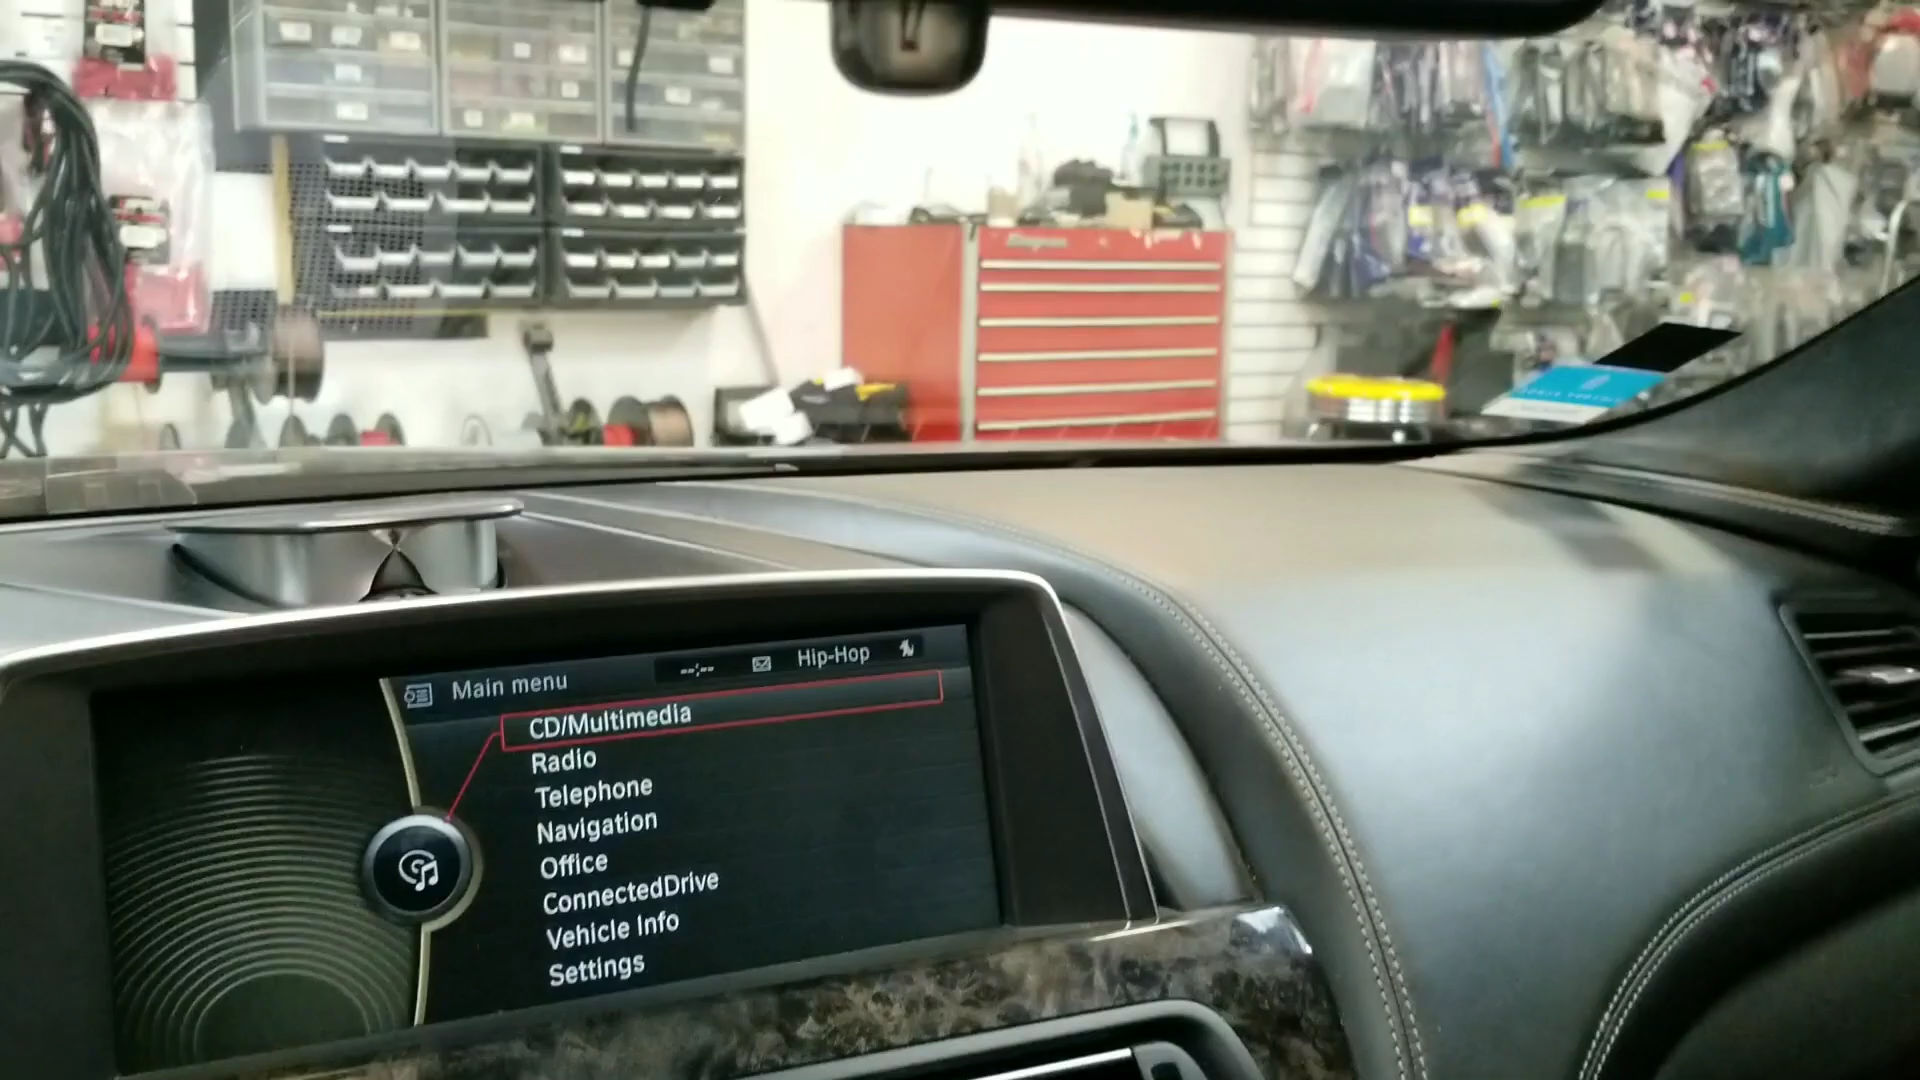 Main menu
--:--
Hip-Hop
CD/Multimedia
Radio
Telephone
Navigation
Office
ConnectedDrive
Vehicle Info
Settings